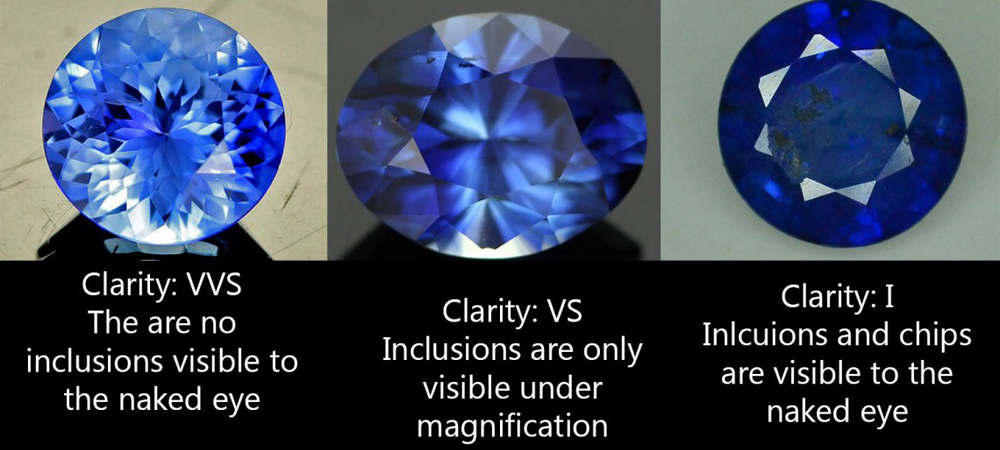 Clarity: VVS
The are no
inclusions visible to
the naked eye
Clarity: VS
Inclusions are only
visible under
magnification
Clarity: I
Inlcuions and chips
are visible to the
naked eye